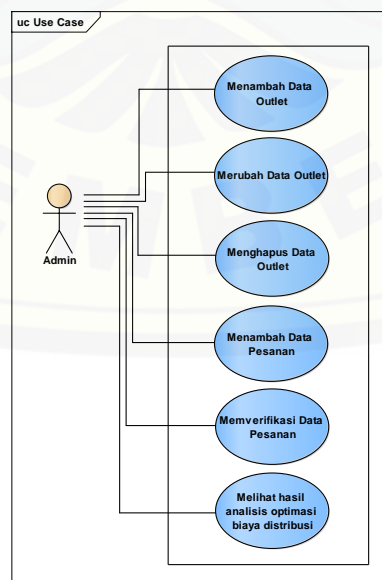 uc Use Case
Menambah Data
Outlet
Merubah Data Outlet
Admin
Menghapus Data
Outlet
Menambah Data
Pesanan
Memverifikasi Data
Pesanan
Melihat hasil
analisis optimasi
biaya distribusi